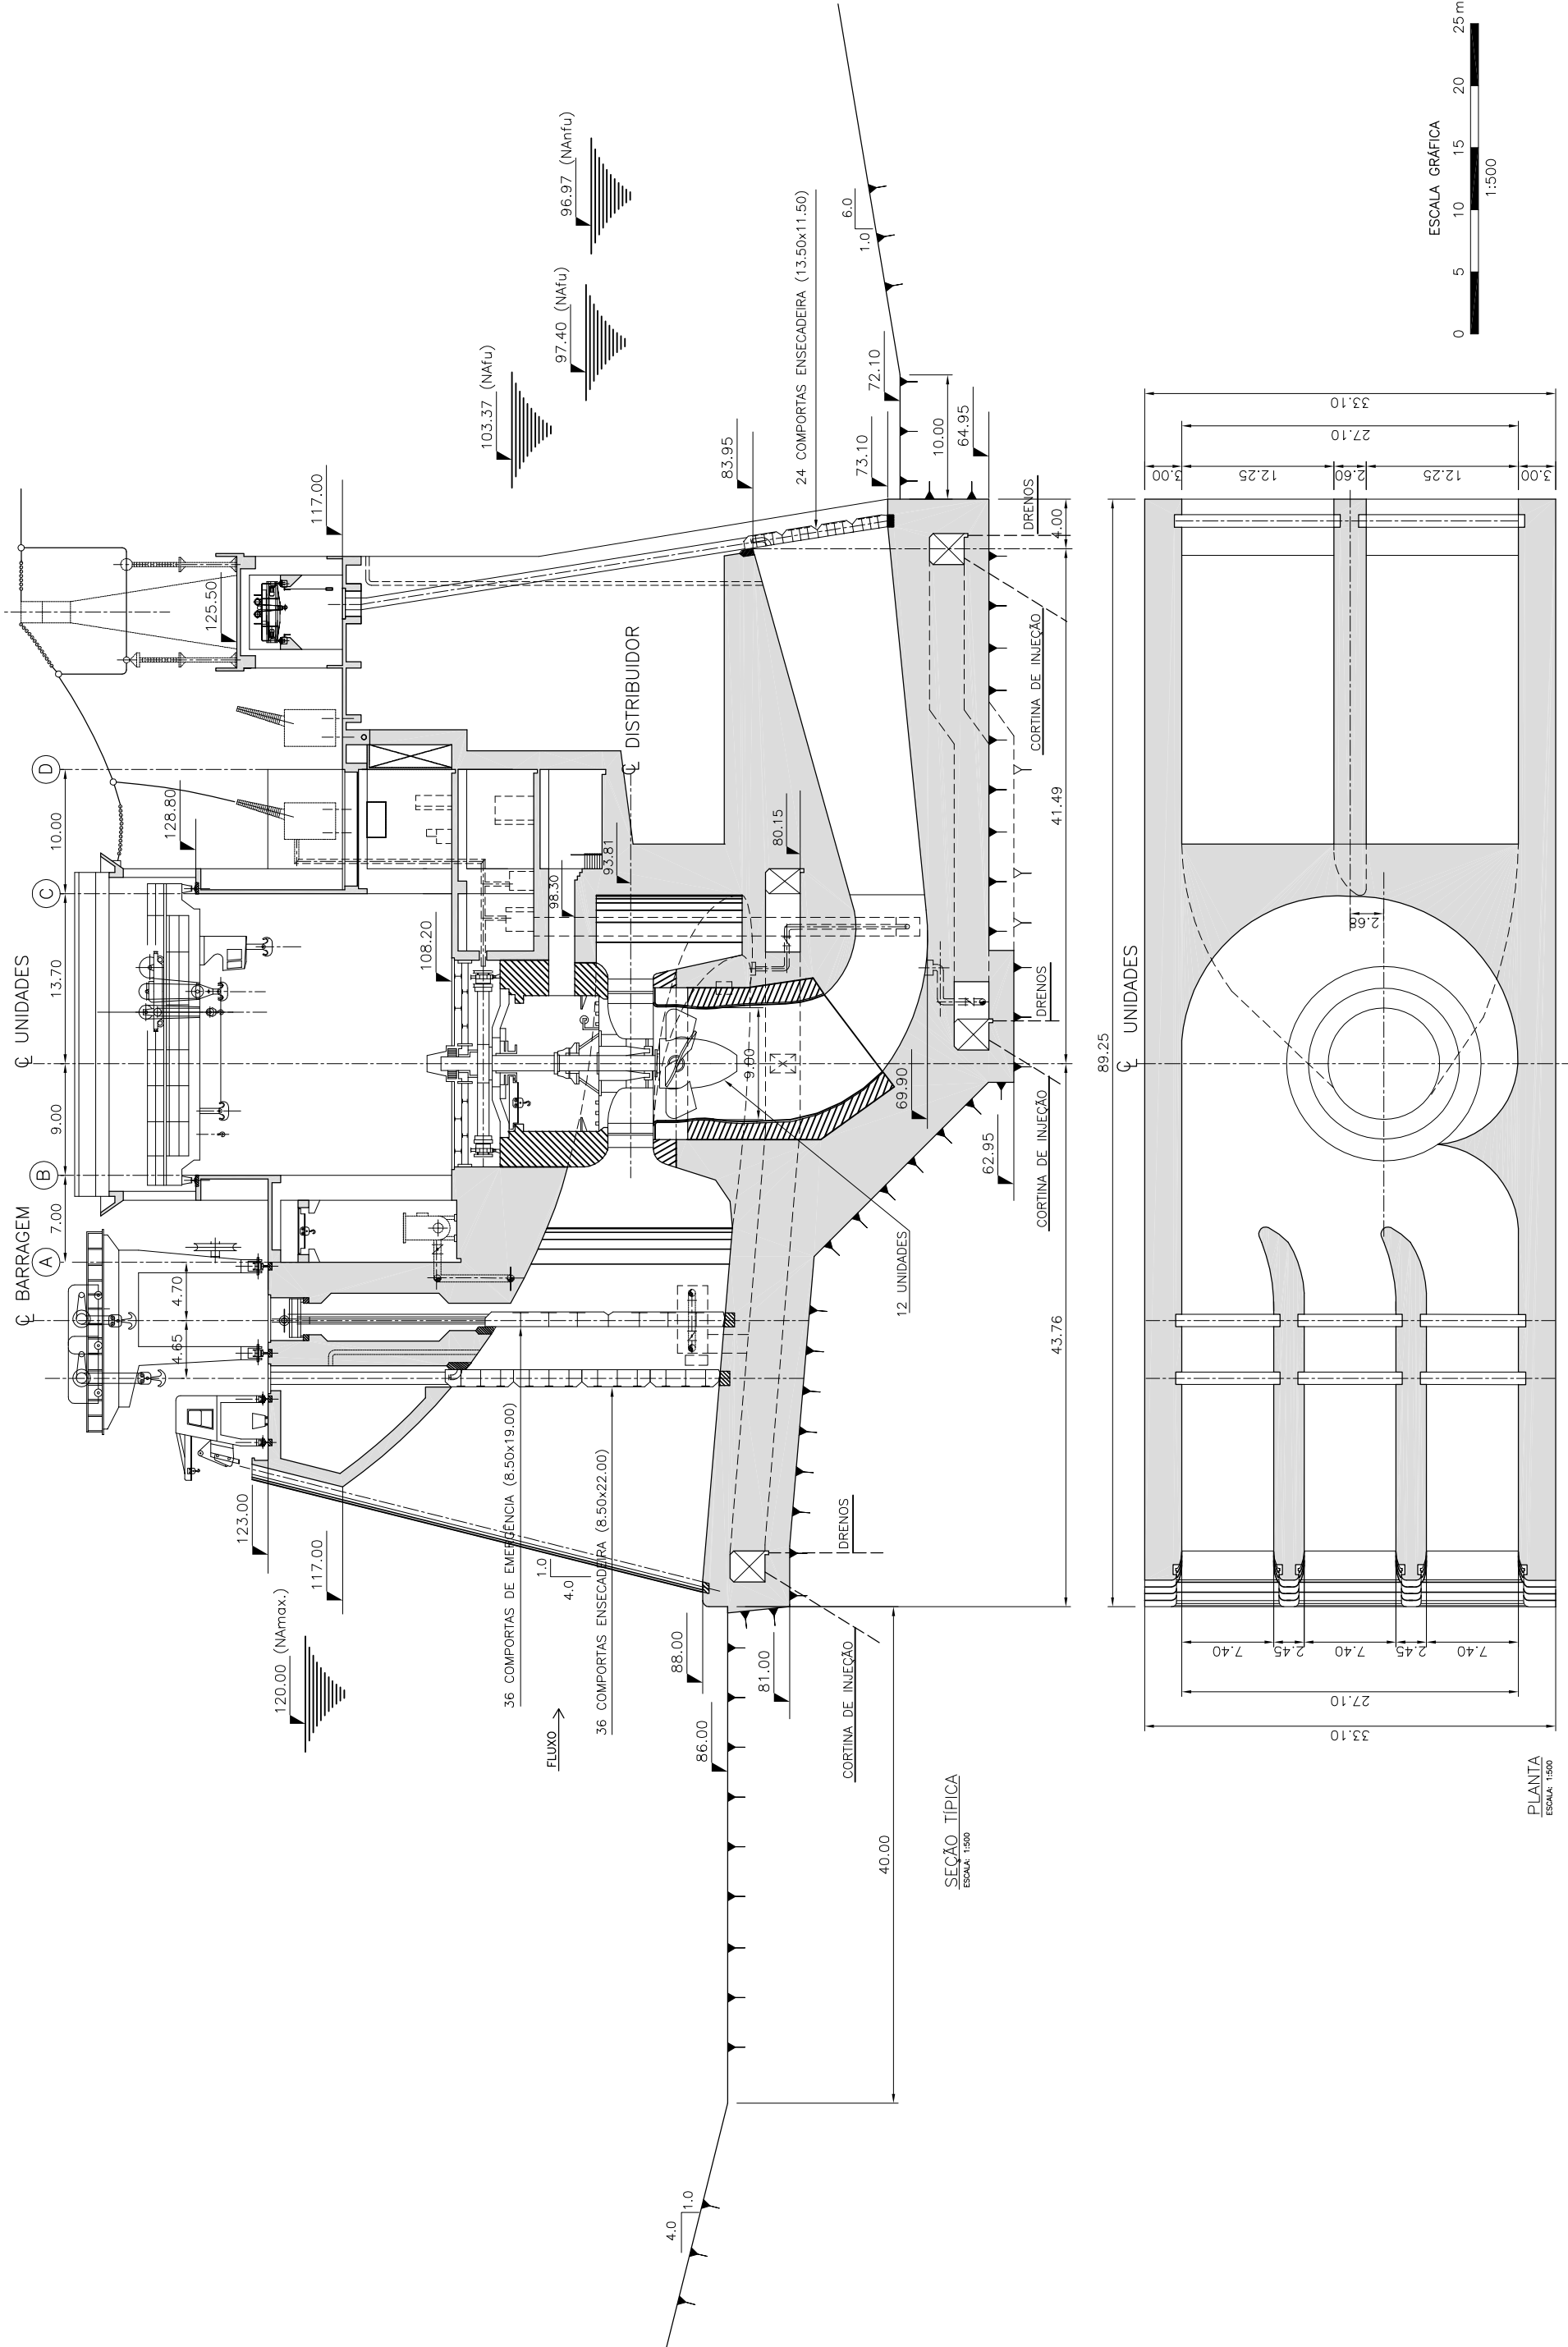 ℄ BARRAGEM
℄ UNIDADES
A
B
C
D
7.00
9.00
13.70
10.00
4.65
4.70
128.80
125.50
123.00
117.00
117.00
120.00 (NAmax.)
103.37 (NAfu)
97.40 (NAfu)
96.97 (NAnfu)
108.20
98.30
93.81
℄ DISTRIBUIDOR
83.95
80.15
9.00
69.90
73.10
72.10
64.95
62.95
10.00
4.00
1.0
6.0
24 COMPORTAS ENSECADEIRA (13.50x11.50)
36 COMPORTAS DE EMERGÊNCIA (8.50x19.00)
36 COMPORTAS ENSECADEIRA (8.50x22.00)
1.0
4.0
FLUXO
12 UNIDADES
88.00
86.00
81.00
DRENOS
CORTINA DE INJEÇÃO
DRENOS
CORTINA DE INJEÇÃO
DRENOS
CORTINA DE INJEÇÃO
40.00
43.76
41.49
4.0
1.0
SEÇÃO TÍPICA
ESCALA: 1:500
89.25
℄ UNIDADES
33.10
27.10
7.40
2.45
7.40
2.45
7.40
2.68
3.00
12.25
2.60
12.25
3.00
27.10
33.10
PLANTA
ESCALA: 1:500
ESCALA GRÁFICA
0 5 10 15 20 25 m
1:500